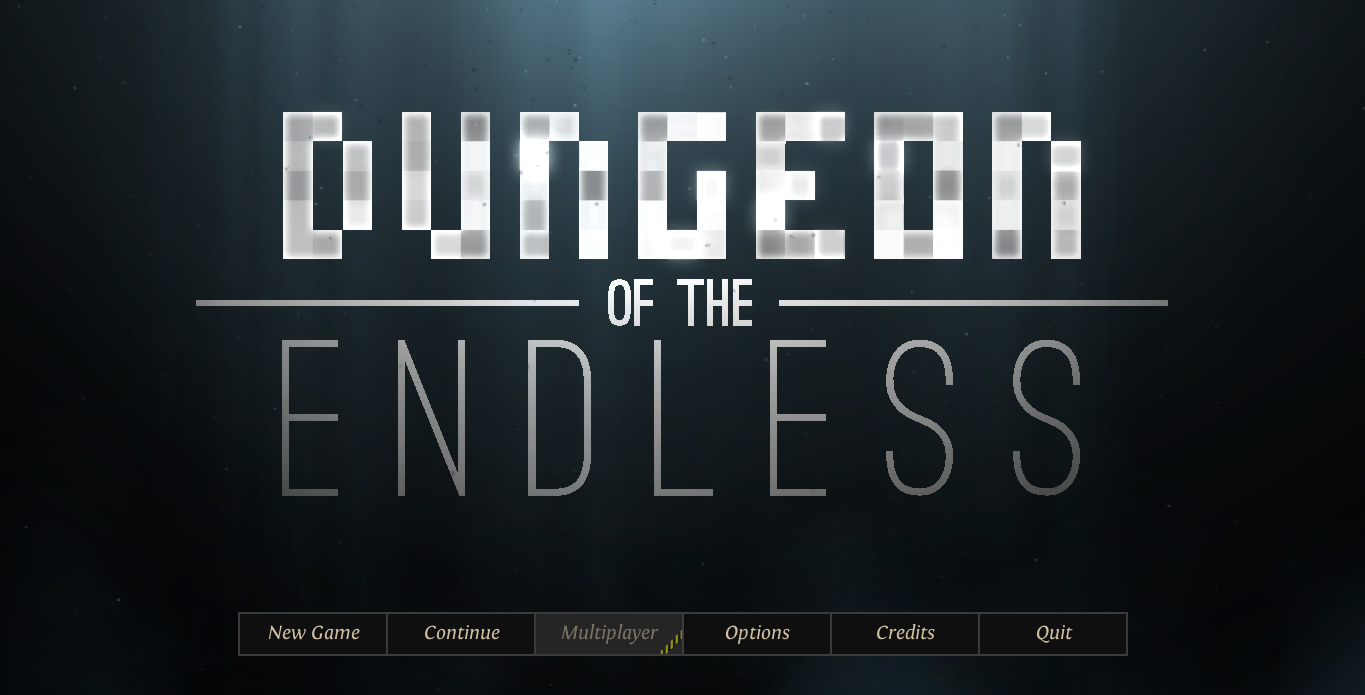 DUNGEON
OF THE
ENDLESS
New Game Continue Multiplayer Options Credits Quit